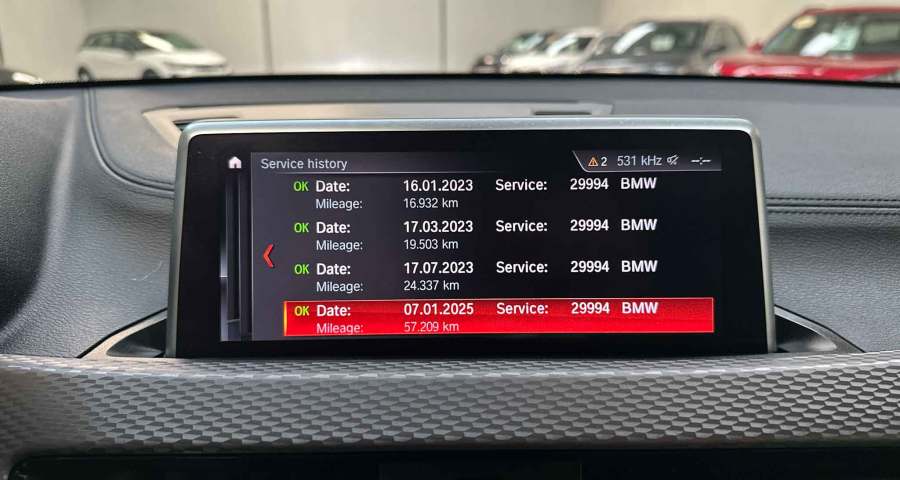 Service history 2 531 kHz --:--
OK Date: 16.01.2023 Service: 29994 BMW
Mileage: 16.932 km
OK Date: 17.03.2023 Service: 29994 BMW
Mileage: 19.503 km
OK Date: 17.07.2023 Service: 29994 BMW
Mileage: 24.337 km
OK Date: 07.01.2025 Service: 29994 BMW
Mileage: 57.209 km